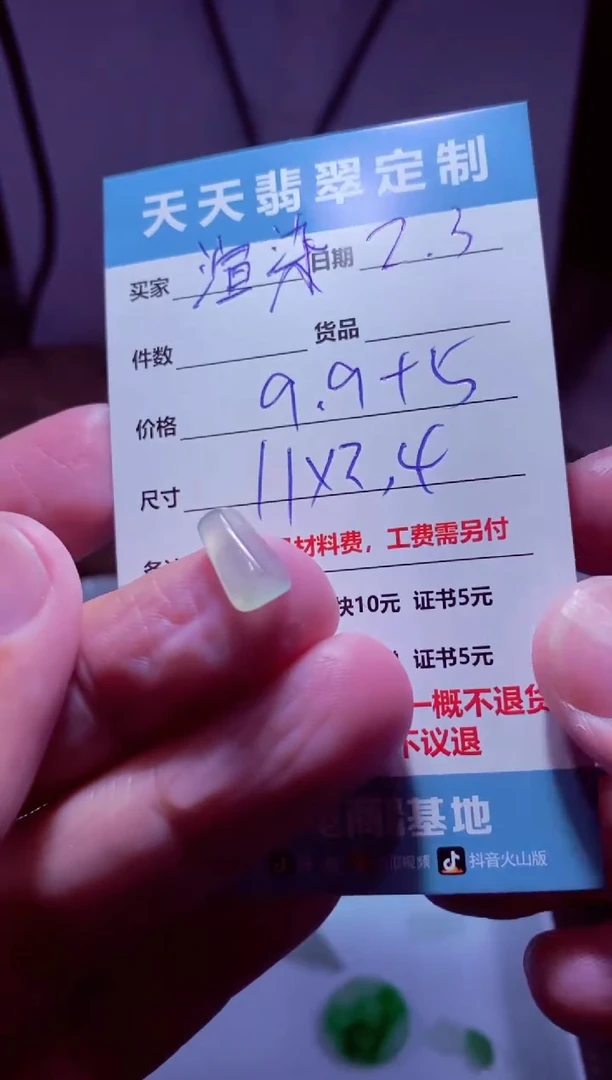 天天翡翠定制
买家 渲染 日期 2.3
件数 货品
价格 9.9+5
尺寸 11x2,4
材料费，工费需另付
快10元 证书5元
证书5元
一概不退货
不议退
基地
抖音火山版